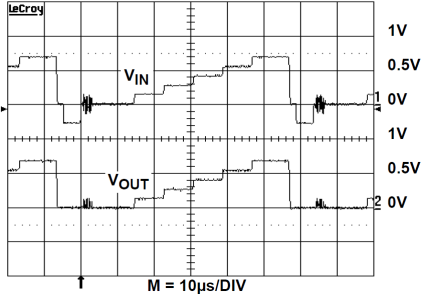 LeCroy
1V
0.5V
VIN
1 0V
1V
0.5V
VOUT
2 0V
M = 10µs/DIV